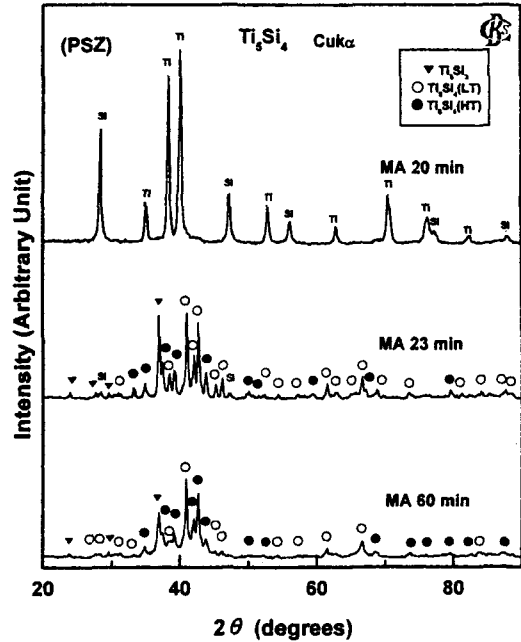 (PSZ)
Ti5Si4
Cukα
Ti5Si3
Ti5Si4(LT)
Ti5Si4(HT)
MA 20 min
Si
Ti
Ti
Ti
Si
Ti
Si
Ti
Ti
Ti
Si
Ti
Si
MA 23 min
Si
Si
MA 60 min
Intensity (Arbitrary Unit)
20
40
60
80
2θ (degrees)